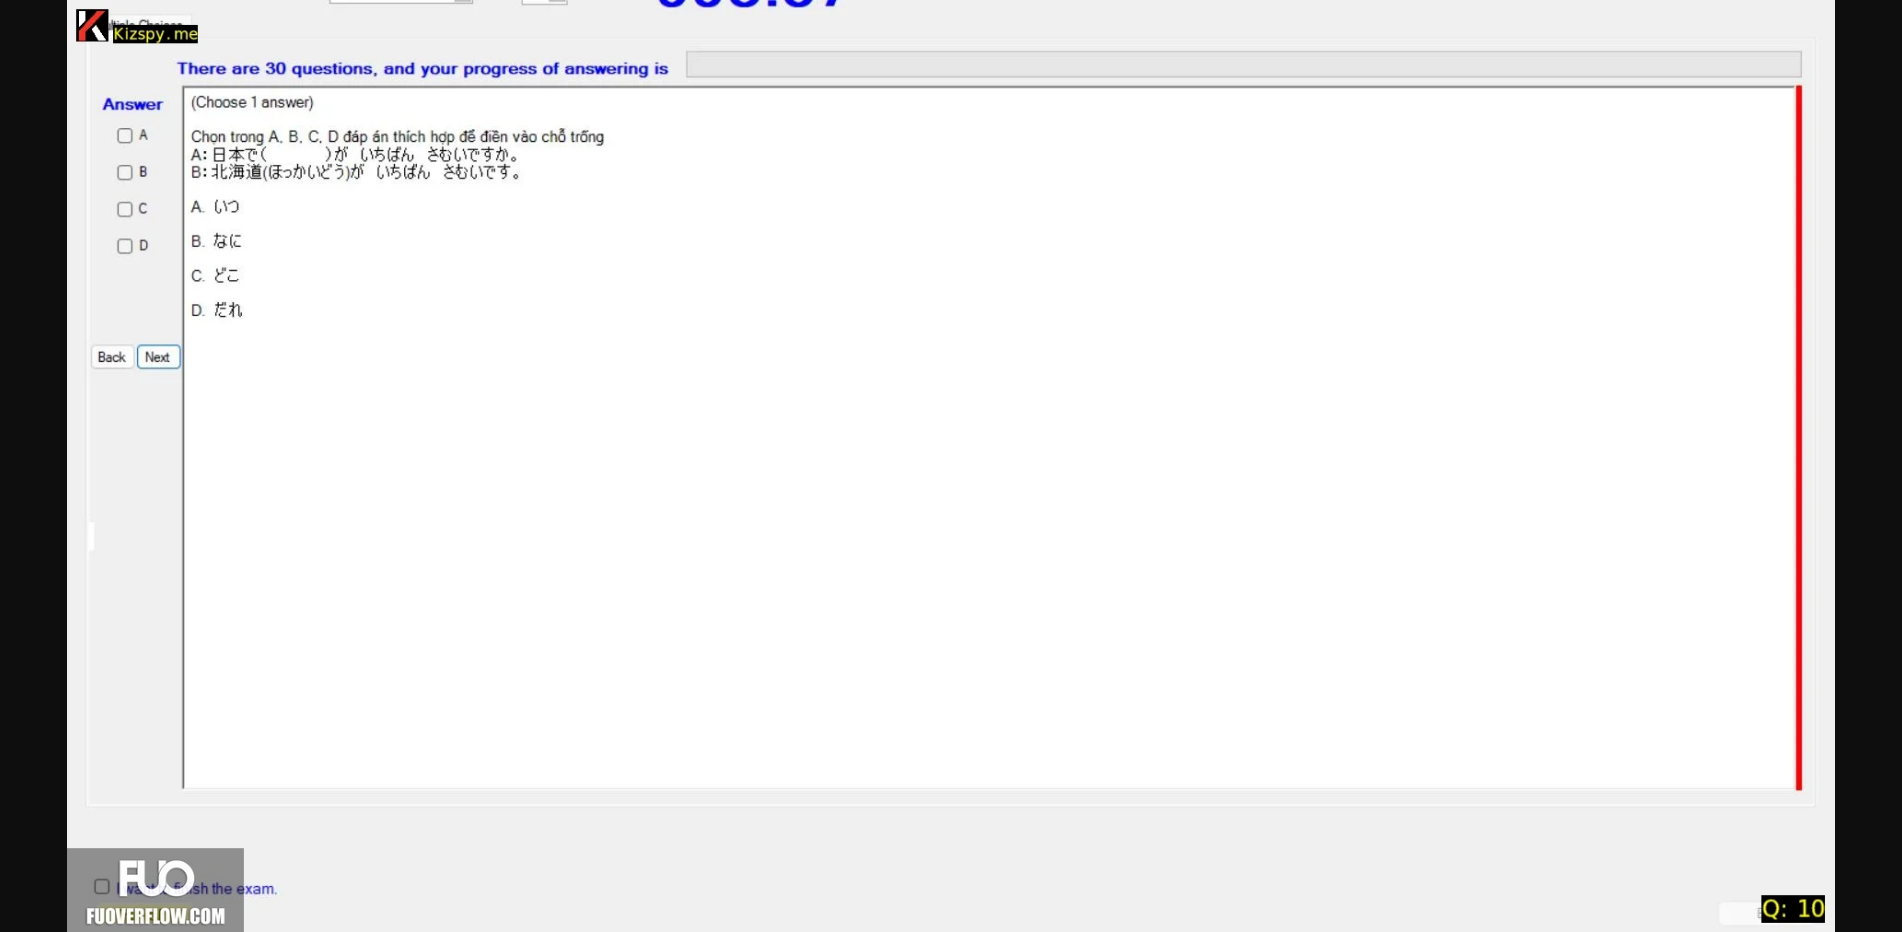 Kizspy.me
There are 30 questions, and your progress of answering is
Answer
(Choose 1 answer)
A
Chọn trong A, B, C, D đáp án thích hợp để điền vào chỗ trống
A: 日本で( )が いちばん さむいですか。
B
B: 北海道(ほっかいどう)が いちばん さむいです。
C
A. いつ
D
B. なに
C. どこ
D. だれ
Back Next
FUO
I want finish the exam.
FUOVERFLOW.COM
Q: 10